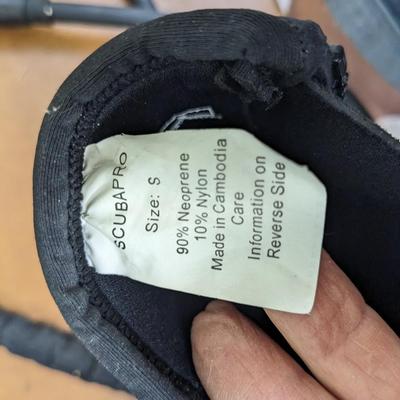 SCUBAPRO
Size: S
90% Neoprene
10% Nylon
Made in Cambodia
Care
Information on
Reverse Side